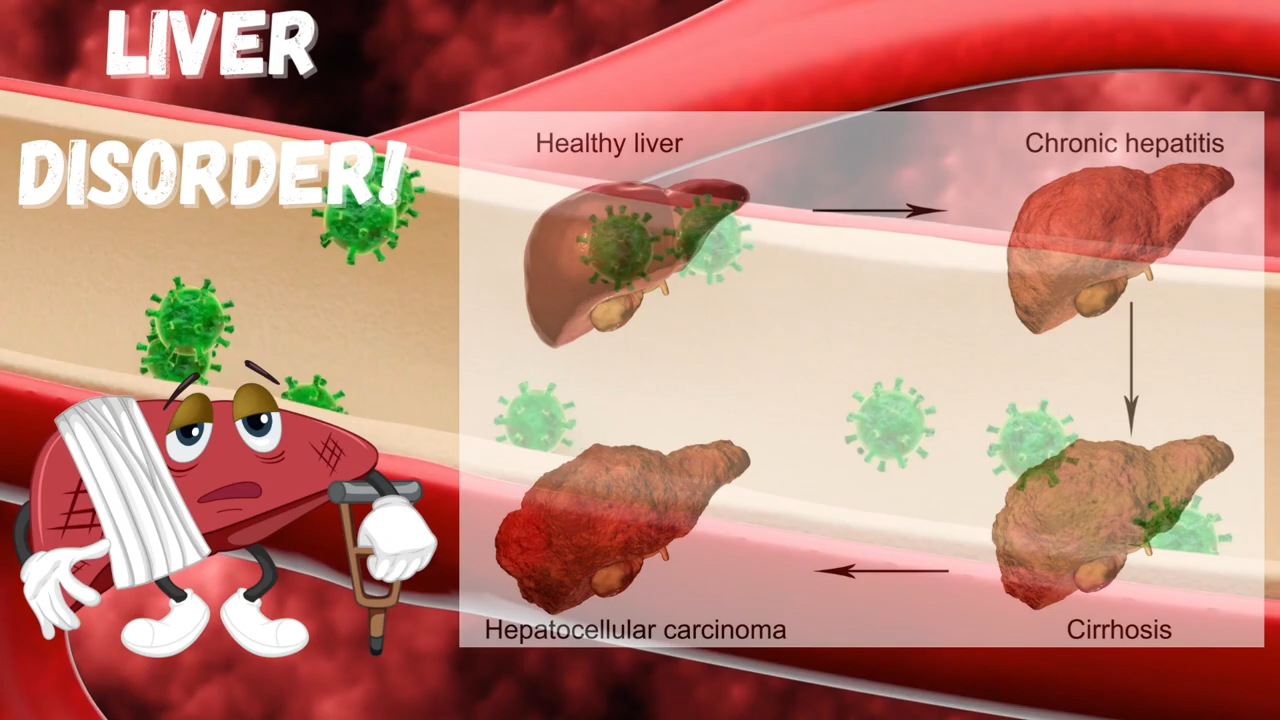 LIVER
DISORDER!
Healthy liver
Chronic hepatitis
Hepatocellular carcinoma
Cirrhosis